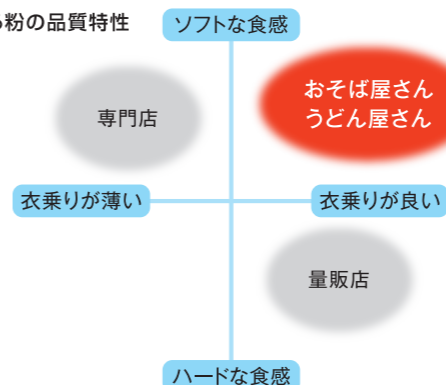 粉の品質特性
ソフトな食感
専門店
おそば屋さん
うどん屋さん
衣乗りが薄い
衣乗りが良い
量販店
ハードな食感